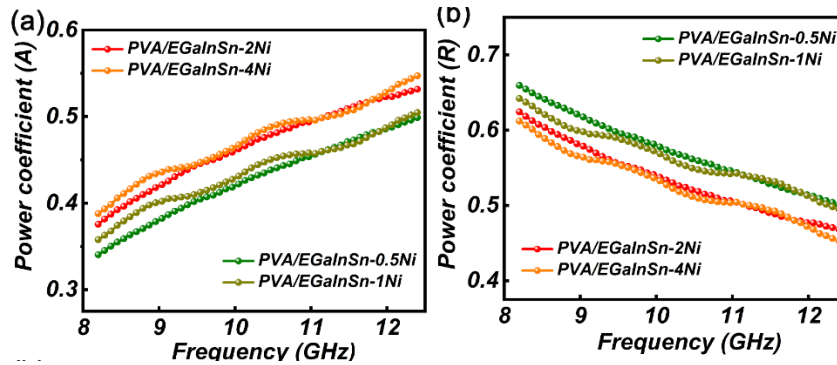 (a)
0.6
0.5
0.4
0.3
Power coefficient (A)
PVA/EGaInSn-2Ni
PVA/EGaInSn-4Ni
PVA/EGaInSn-0.5Ni
PVA/EGaInSn-1Ni
8 9 10 11 12
Frequency (GHz)
(b)
0.7
0.6
0.5
0.4
Power coefficient (R)
PVA/EGaInSn-0.5Ni
PVA/EGaInSn-1Ni
PVA/EGaInSn-2Ni
PVA/EGaInSn-4Ni
8 9 10 11 12
Frequency (GHz)